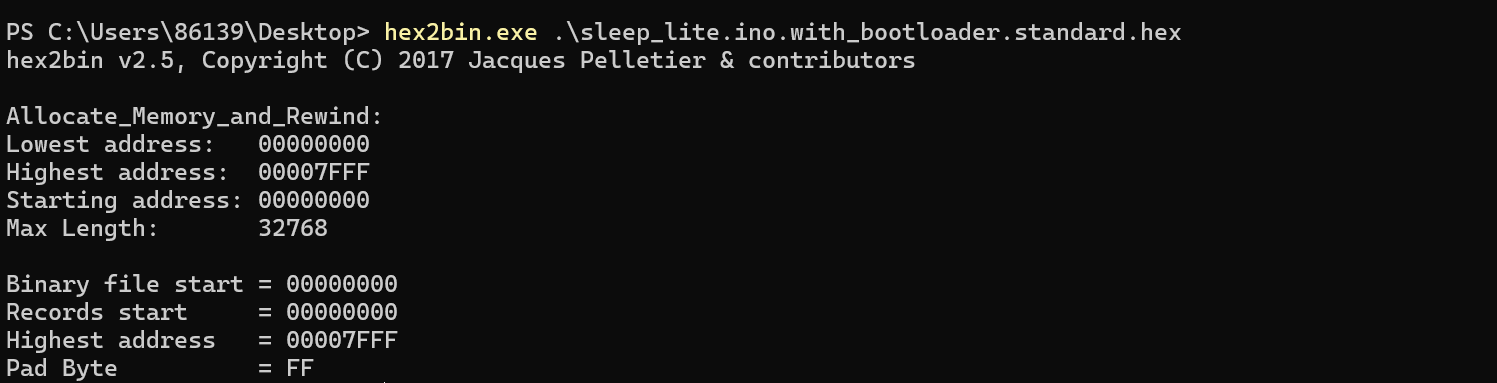 PS C:\Users\86139\Desktop> hex2bin.exe .\sleep_lite.ino.with_bootloader.standard.hex
hex2bin v2.5, Copyright (C) 2017 Jacques Pelletier & contributors
Allocate_Memory_and_Rewind:
Lowest address:   00000000
Highest address:  00007FFF
Starting address: 00000000
Max Length:       32768
Binary file start = 00000000
Records start     = 00000000
Highest address   = 00007FFF
Pad Byte          = FF